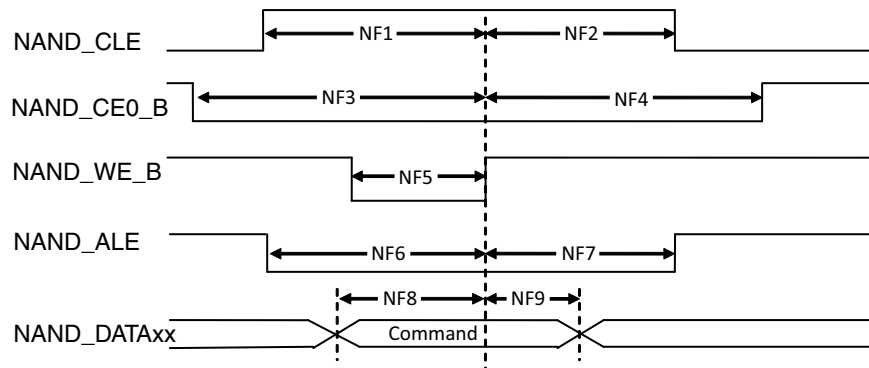 NAND_CLE NF1 NF2
NAND_CE0_B NF3 NF4
NAND_WE_B NF5
NAND_ALE NF6 NF7
NF8 NF9
NAND_DATAxx Command